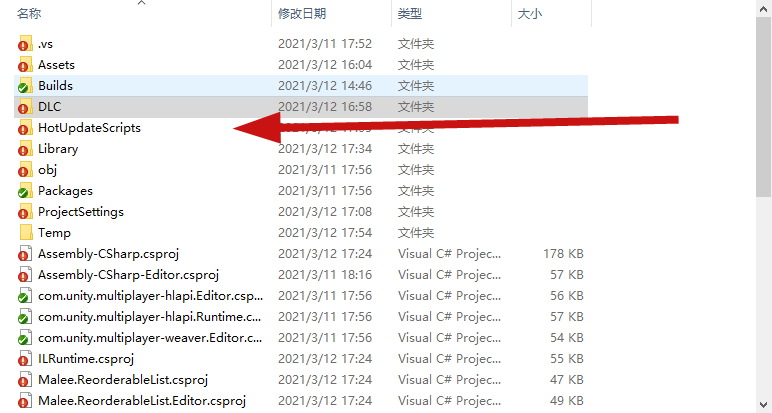 名称 修改日期 类型 大小
.vs 2021/3/11 17:52 文件夹
Assets 2021/3/12 16:04 文件夹
Builds 2021/3/12 14:46 文件夹
DLC 2021/3/12 16:58 文件夹
HotUpdateScripts 文件夹
Library 2021/3/12 17:34 文件夹
obj 2021/3/11 17:56 文件夹
Packages 2021/3/11 17:56 文件夹
ProjectSettings 2021/3/12 17:08 文件夹
Temp 2021/3/12 17:54 文件夹
Assembly-CSharp.csproj 2021/3/12 17:24 Visual C# Projec... 178 KB
Assembly-CSharp-Editor.csproj 2021/3/11 18:16 Visual C# Projec... 57 KB
com.unity.multiplayer-hlapi.Editor.csp... 2021/3/11 17:56 Visual C# Projec... 56 KB
com.unity.multiplayer-hlapi.Runtime.c... 2021/3/11 17:56 Visual C# Projec... 57 KB
com.unity.multiplayer-weaver.Editor.c... 2021/3/11 17:56 Visual C# Projec... 54 KB
ILRuntime.csproj 2021/3/12 17:24 Visual C# Projec... 55 KB
Malee.ReorderableList.csproj 2021/3/12 17:24 Visual C# Projec... 47 KB
Malee.ReorderableList.Editor.csproj 2021/3/12 17:24 Visual C# Projec... 49 KB